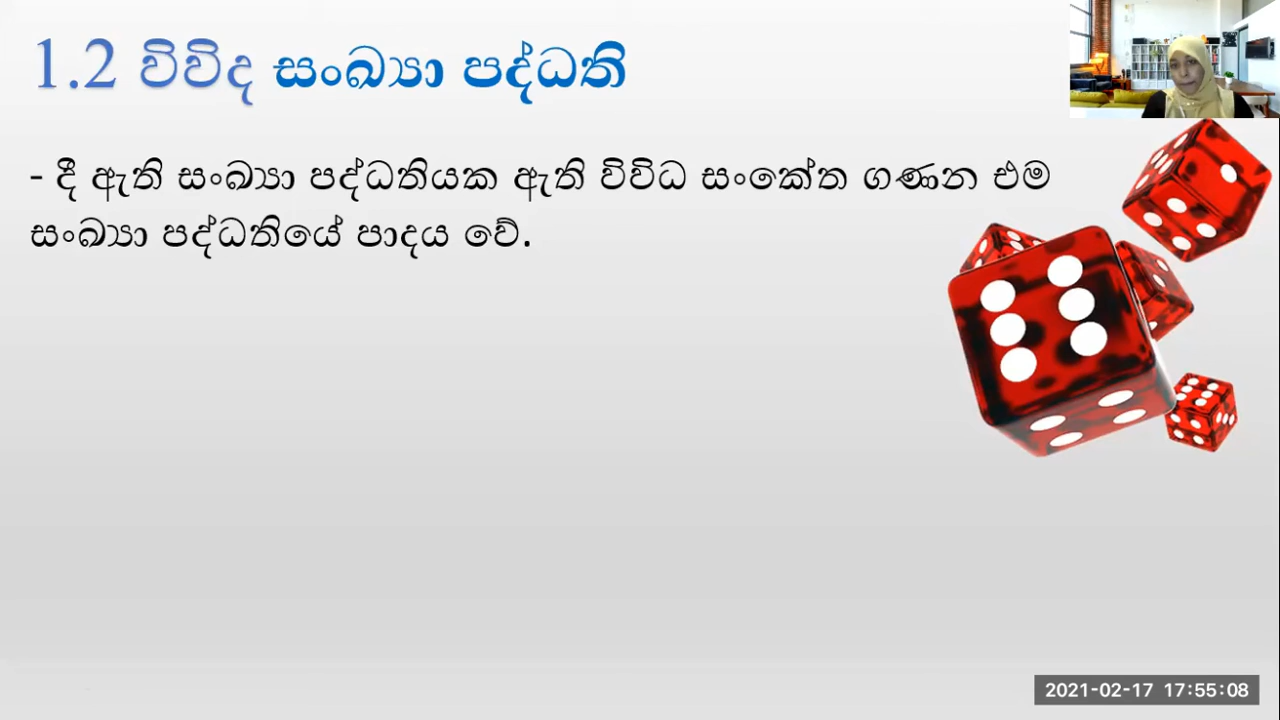 1.2 විවිද සංඛ්‍යා පද්ධති
- දී ඇති සංඛ්‍යා පද්ධතියක ඇති විවිධ සංකේත ගණන එම
සංඛ්‍යා පද්ධතියේ පාදය වේ.
2021-02-17 17:55:08